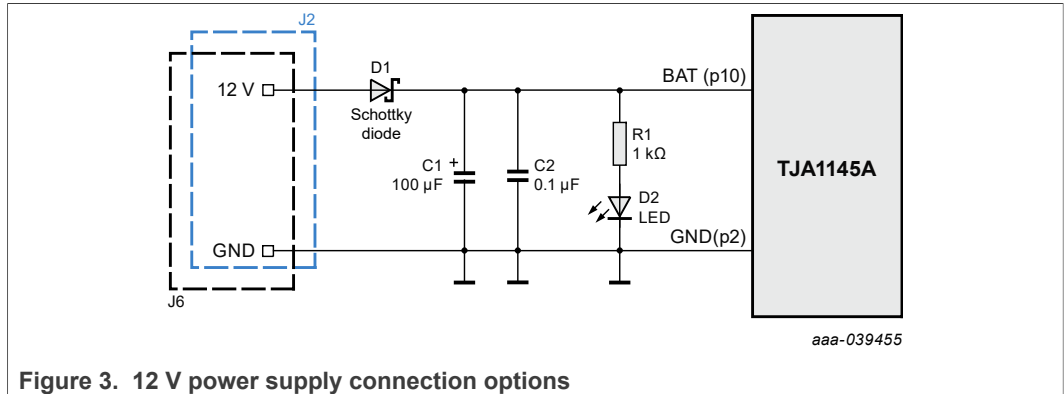 J2
D1
12 V
Schottky
diode
BAT (p10)
R1
1 kΩ
C1 +
100 µF
C2
0.1 µF
D2
LED
TJA1145A
GND
GND(p2)
J6
aaa-039455
Figure 3. 12 V power supply connection options